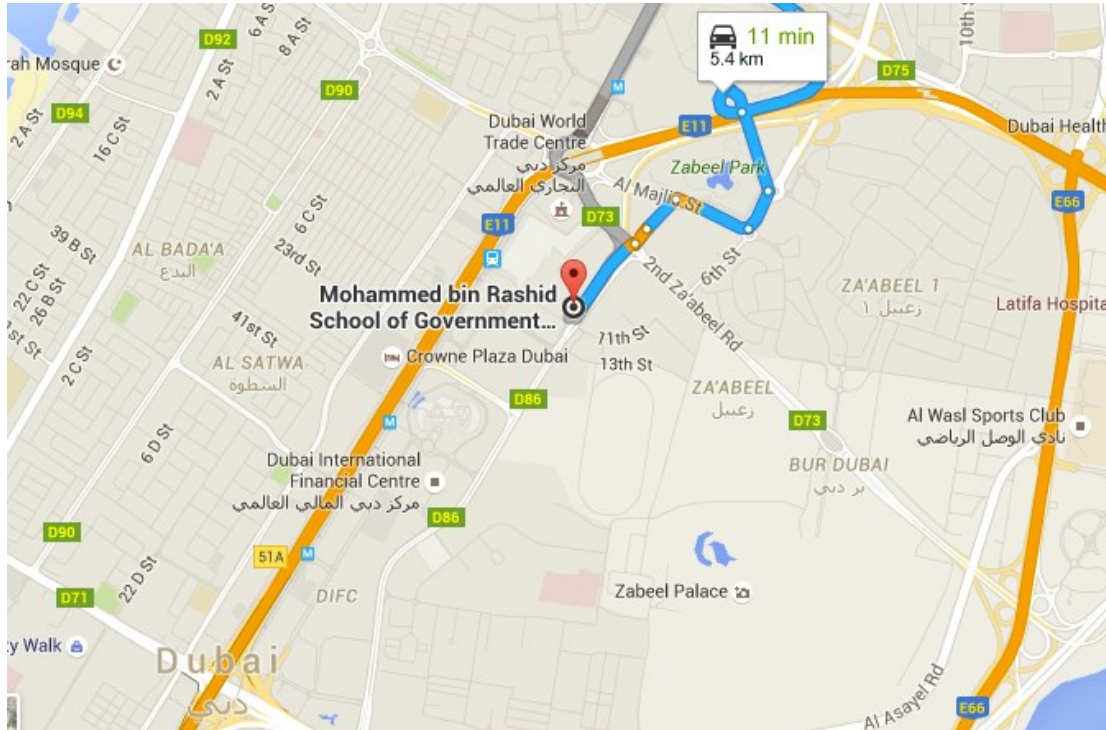 D92
6 A St
8 A St
2 A St
rah Mosque
D94
2 A St
16 C St
D90
11 min
5.4 km
10th St
D75
E11
Dubai World
Trade Centre
مركز دبي
التجاري العالمي
Zabeel Park
Dubai Health
Al Majlis St
D73
E66
6 C St
E11
39 B St
AL BADA'A
البدع
23rd St
22 C St
26 B St
1st St
2nd Za'abeel Rd
6th St
ZA'ABEEL 1
زعبيل ١
Latifa Hospita
Mohammed bin Rashid
School of Government...
41st St
2 C St
AL SATWA
السطوة
Crowne Plaza Dubai
11th St
13th St
D86
ZA'ABEEL
زعبيل
D73
Al Wasl Sports Club
نادي الوصل الرياضي
6 D St
BUR DUBAI
بر دبي
Dubai International
Financial Centre
مركز دبي المالي العالمي
D86
D90
51A
22 D St
D71
DIFC
Zabeel Palace
ty Walk
Dubai
دبي
Al Asayel Rd
E66